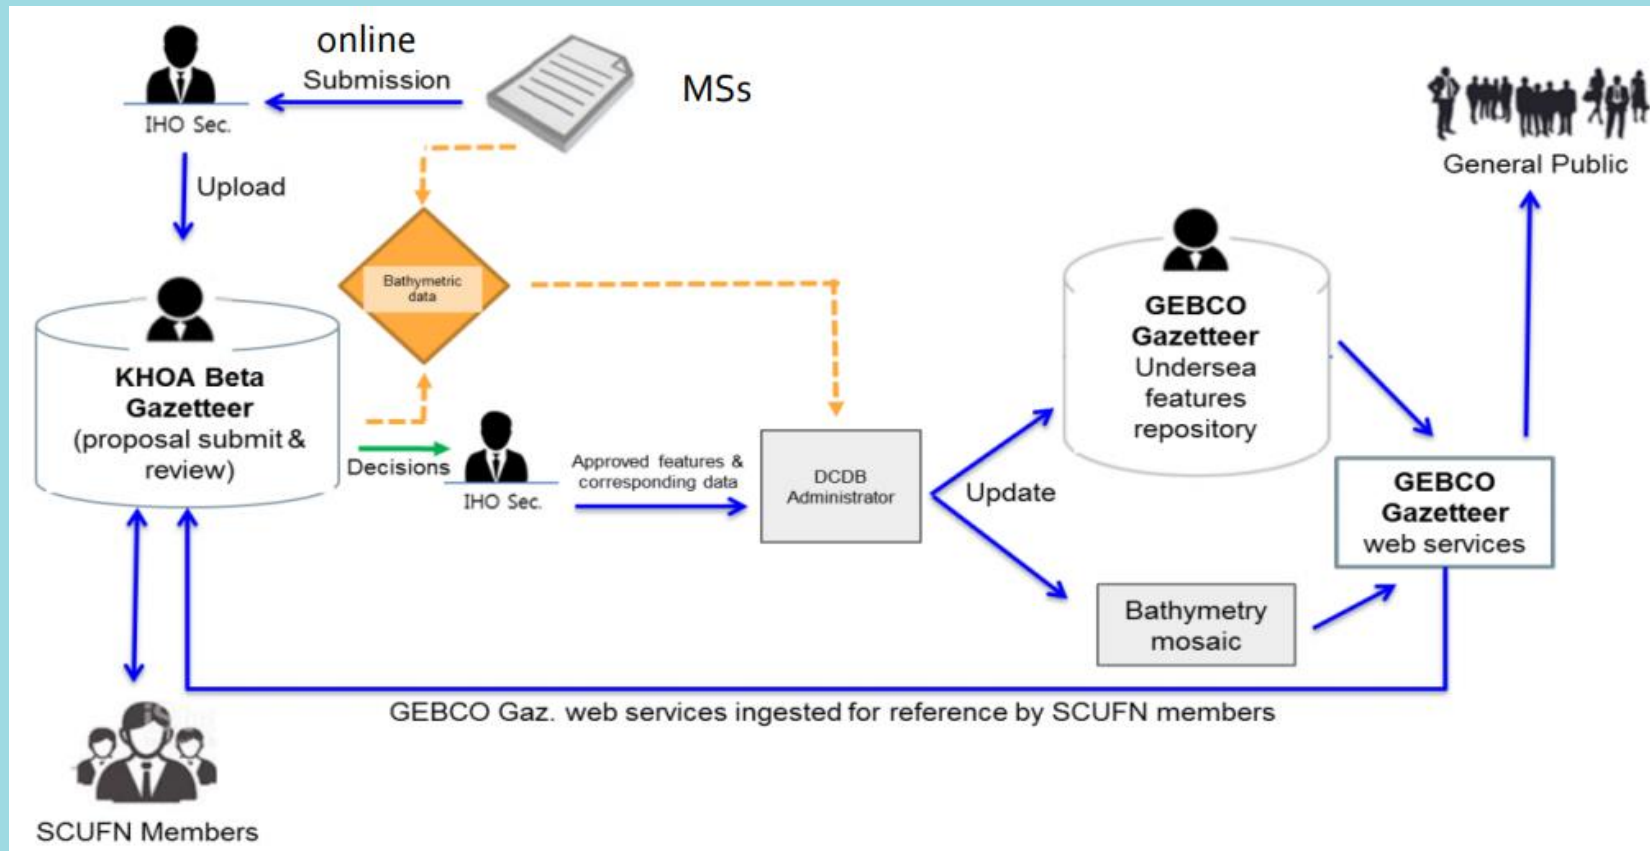 online
Submission
MSs
IHO Sec.
Upload
General Public
Bathymetric
data
GEBCO
Gazetteer
Undersea
features
repository
KHOA Beta
Gazetteer
(proposal submit &
review)
Decisions
IHO Sec.
Approved features &
corresponding data
DCDB
Administrator
Update
GEBCO
Gazetteer
web services
Bathymetry
mosaic
GEBCO Gaz. web services ingested for reference by SCUFN members
SCUFN Members